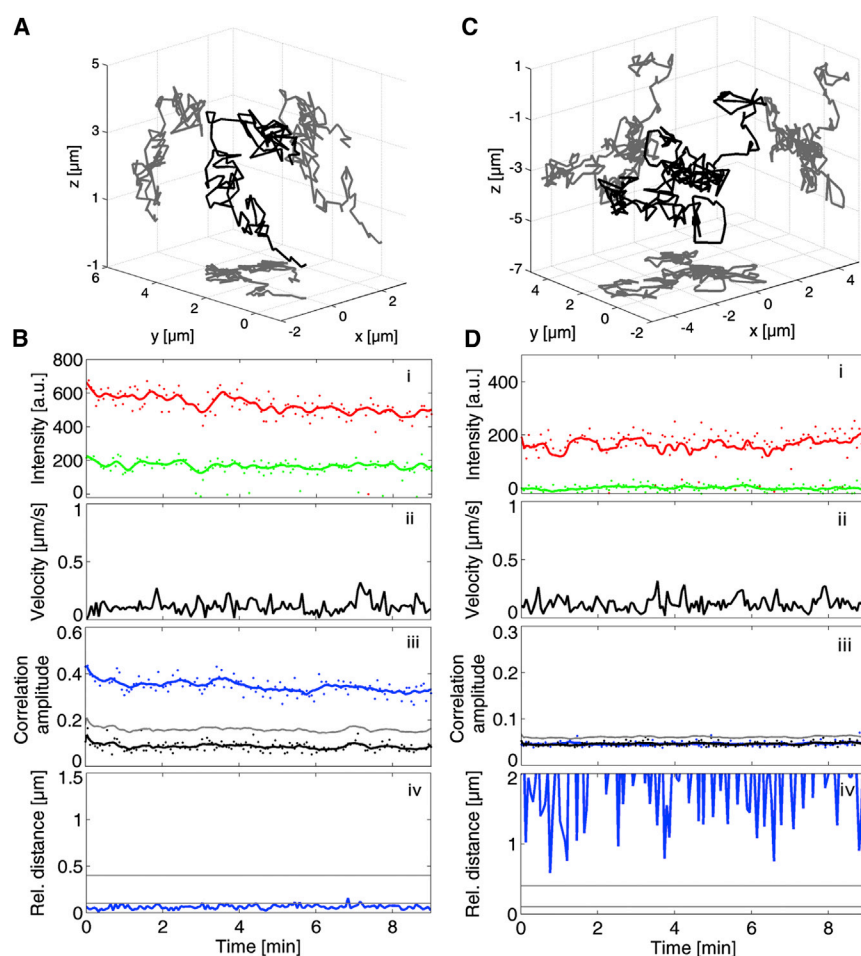 A
5
3
1
-1
z [µm]
6
4
2
0
y [µm]
-2
0
2
x [µm]
C
1
-1
-3
-5
-7
z [µm]
4
2
0
-2
y [µm]
-4
-2
0
2
4
x [µm]
B
i
800
600
400
200
0
Intensity [a.u.]
ii
1
0.5
0
Velocity [µm/s]
iii
0.6
0.4
0.2
0
Correlation
amplitude
iv
1.5
1
0.5
0
Rel. distance [µm]
0
2
4
6
8
Time [min]
D
i
400
200
0
Intensity [a.u.]
ii
1
0.5
0
Velocity [µm/s]
iii
0.3
0.2
0.1
0
Correlation
amplitude
iv
2
1
0
Rel. distance [µm]
0
2
4
6
8
Time [min]